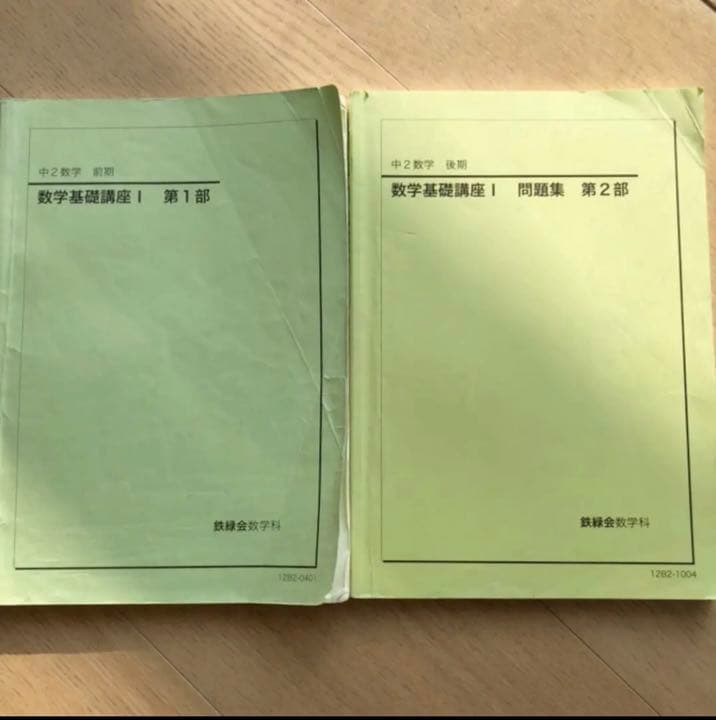 中2数学 前期
数学基礎講座Ⅰ 第1部
鉄緑会数学科
12B2-0401
中2数学 後期
数学基礎講座Ⅰ 問題集 第2部
鉄緑会数学科
12B2-1004